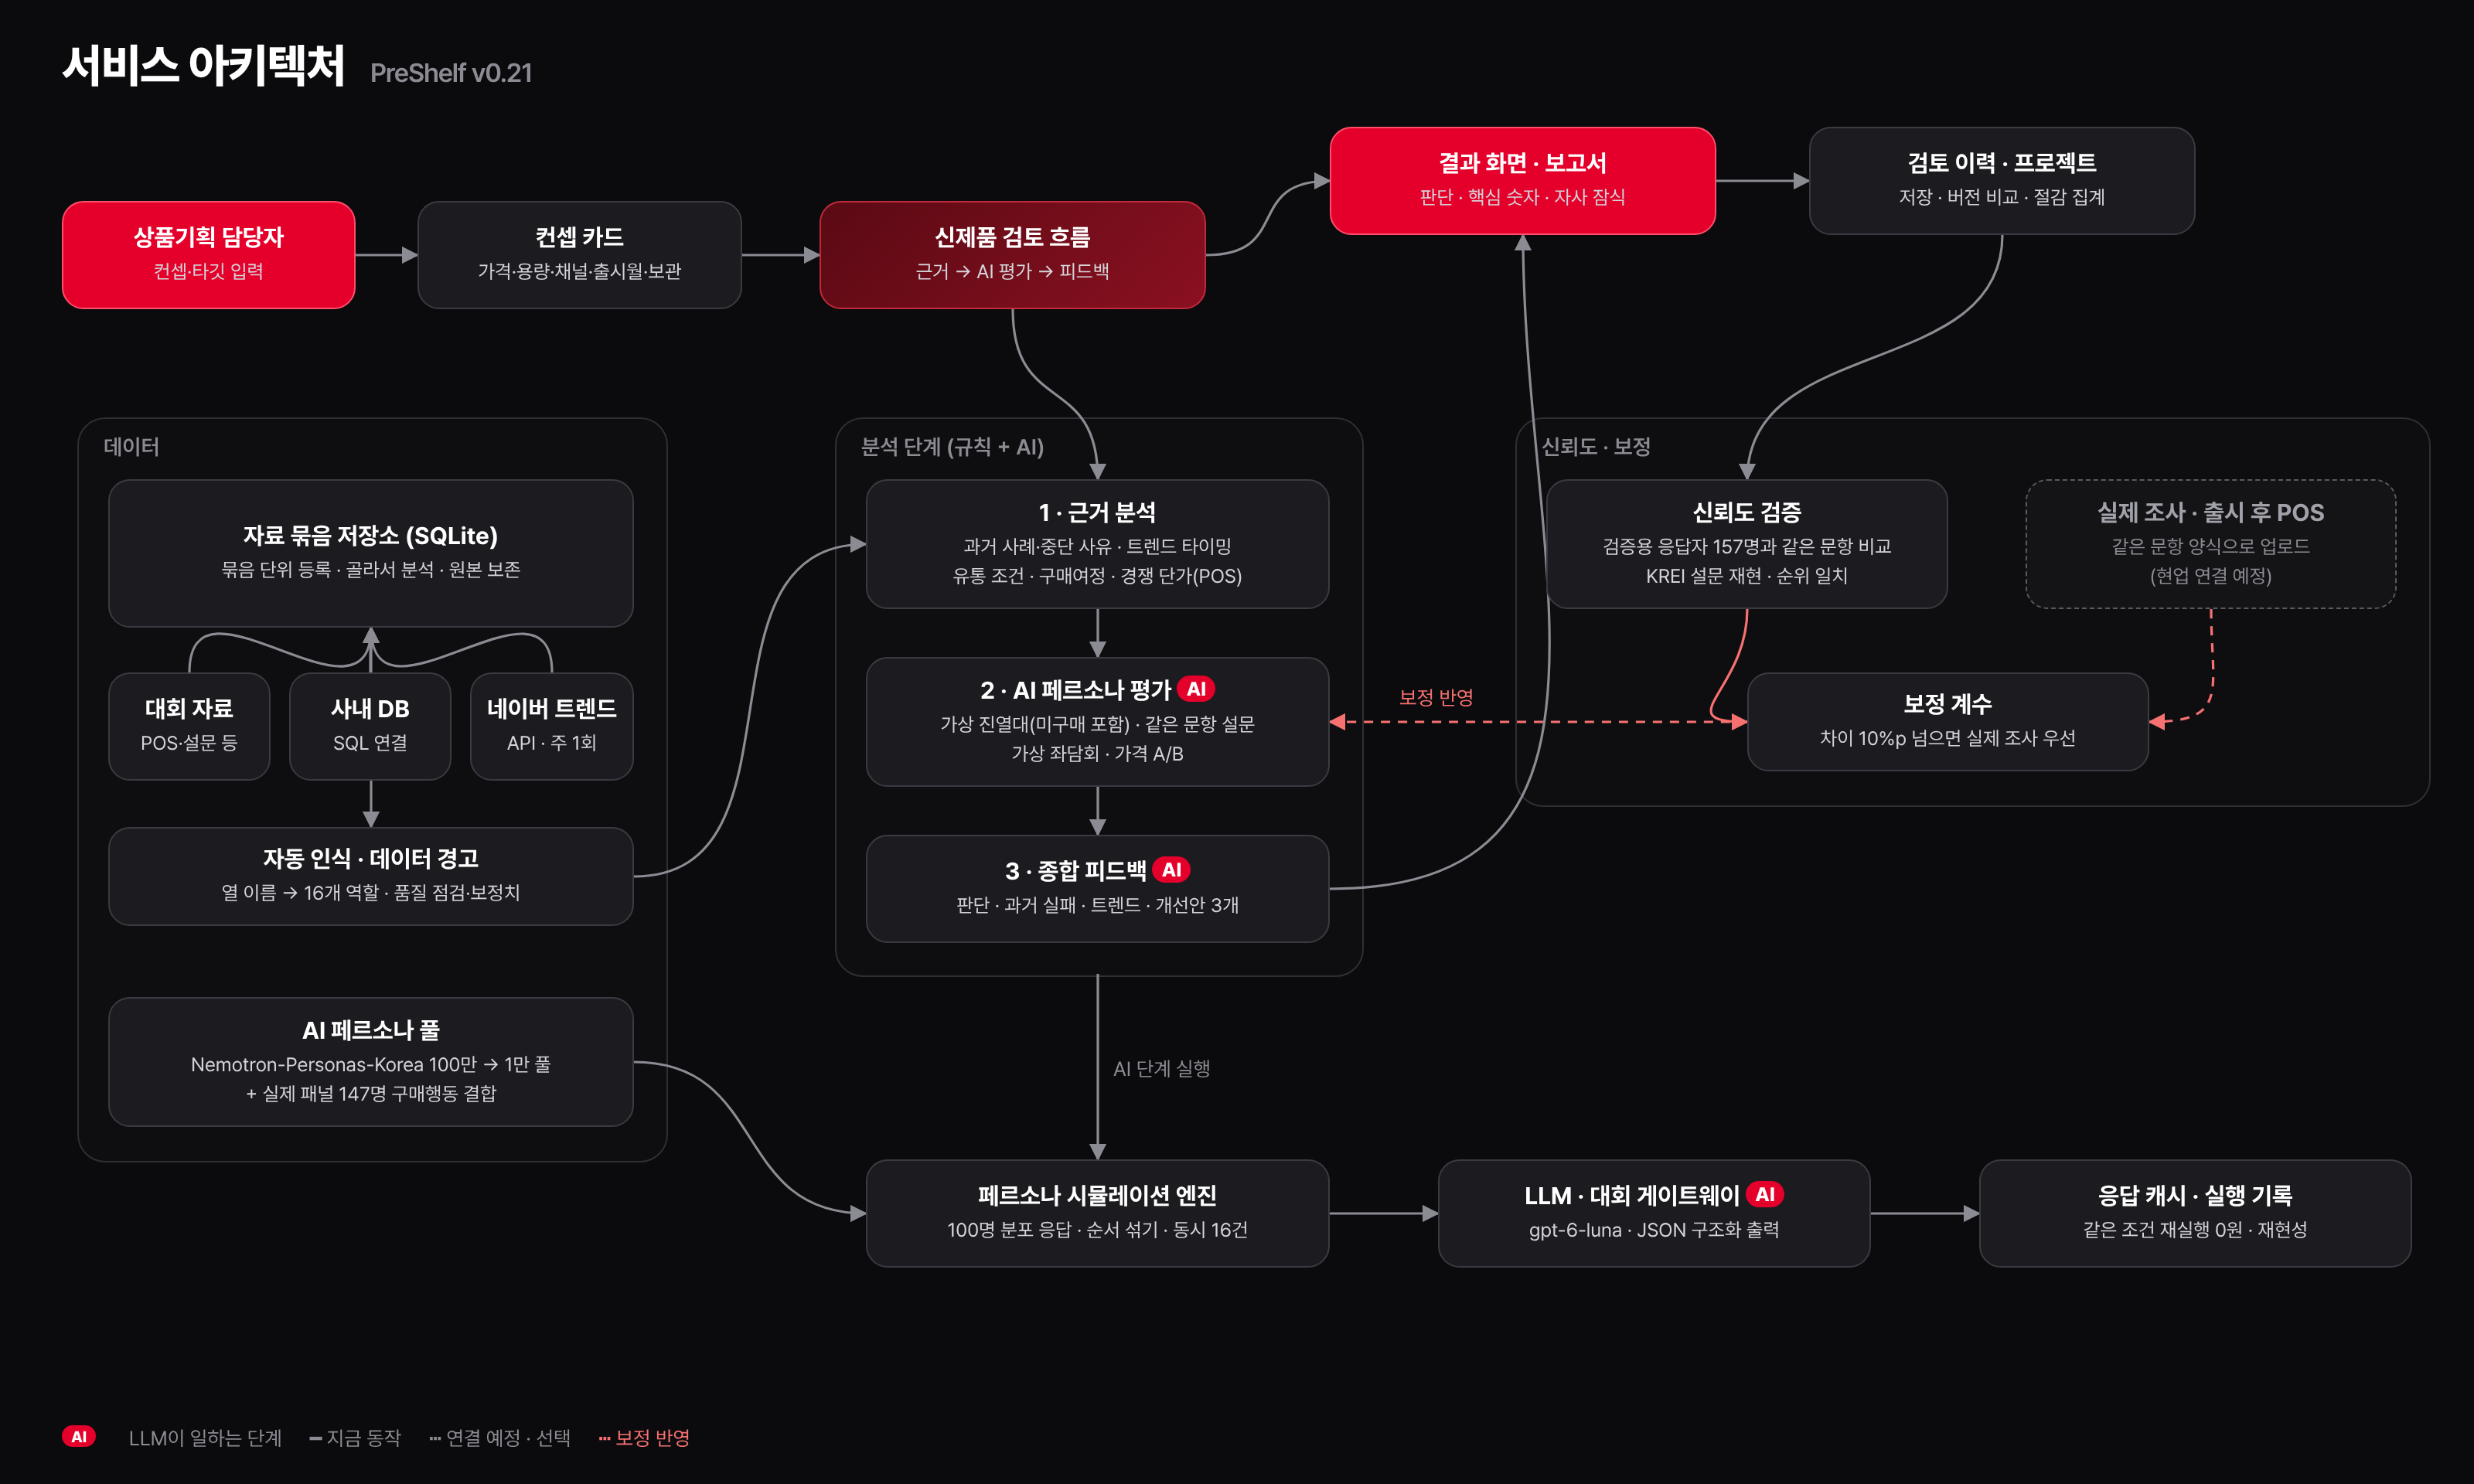 서비스 아키텍처 PreShelf v0.21
결과 화면 · 보고서
판단 · 핵심 숫자 · 자사 잠식
검토 이력 · 프로젝트
저장 · 버전 비교 · 절감 집계
상품기획 담당자
컨셉·타깃 입력
컨셉 카드
가격·용량·채널·출시월·보관
신제품 검토 흐름
근거 → AI 평가 → 피드백
데이터
자료 묶음 저장소 (SQLite)
묶음 단위 등록 · 골라서 분석 · 원본 보존
대회 자료
POS·설문 등
사내 DB
SQL 연결
네이버 트렌드
API · 주 1회
자동 인식 · 데이터 경고
열 이름 → 16개 역할 · 품질 점검·보정치
AI 페르소나 풀
Nemotron-Personas-Korea 100만 → 1만 풀
+ 실제 패널 147명 구매행동 결합
분석 단계 (규칙 + AI)
1 · 근거 분석
과거 사례·중단 사유 · 트렌드 타이밍
유통 조건 · 구매여정 · 경쟁 단가(POS)
2 · AI 페르소나 평가 AI
가상 진열대(미구매 포함) · 같은 문항 설문
가상 좌담회 · 가격 A/B
3 · 종합 피드백 AI
판단 · 과거 실패 · 트렌드 · 개선안 3개
보정 반영
신뢰도 · 보정
신뢰도 검증
검증용 응답자 157명과 같은 문항 비교
KREI 설문 재현 · 순위 일치
실제 조사 · 출시 후 POS
같은 문항 양식으로 업로드
(현업 연결 예정)
보정 계수
차이 10%p 넘으면 실제 조사 우선
AI 단계 실행
페르소나 시뮬레이션 엔진
100명 분포 응답 · 순서 섞기 · 동시 16건
LLM · 대회 게이트웨이 AI
gpt-6-luna · JSON 구조화 출력
응답 캐시 · 실행 기록
같은 조건 재실행 0원 · 재현성
AI LLM이 일하는 단계 ━ 지금 동작 ┅ 연결 예정 · 선택 ┅ 보정 반영